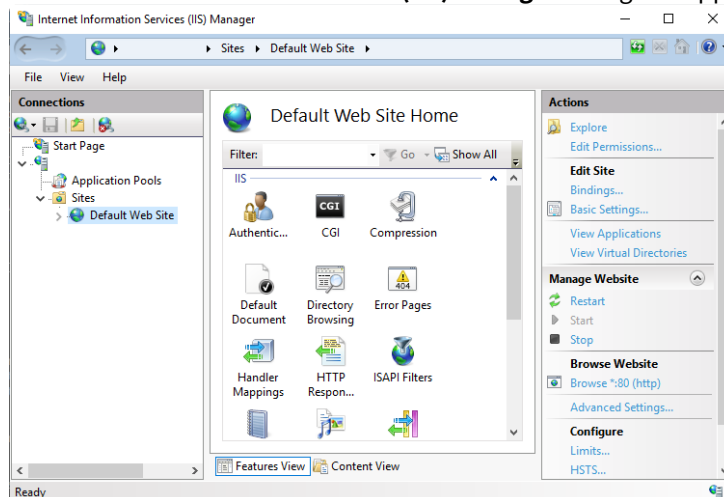 Internet Information Services (IIS) Manager
Sites Default Web Site
File View Help
Connections
Start Page
Application Pools
Sites
Default Web Site
Default Web Site Home
Filter: Go Show All
IIS
Authentic... CGI Compression
Default Document Directory Browsing Error Pages
Handler Mappings HTTP Respon... ISAPI Filters
Features View Content View
Actions
Explore
Edit Permissions...
Edit Site
Bindings...
Basic Settings...
View Applications
View Virtual Directories
Manage Website
Restart
Start
Stop
Browse Website
Browse *:80 (http)
Advanced Settings...
Configure
Limits...
HSTS...
Ready